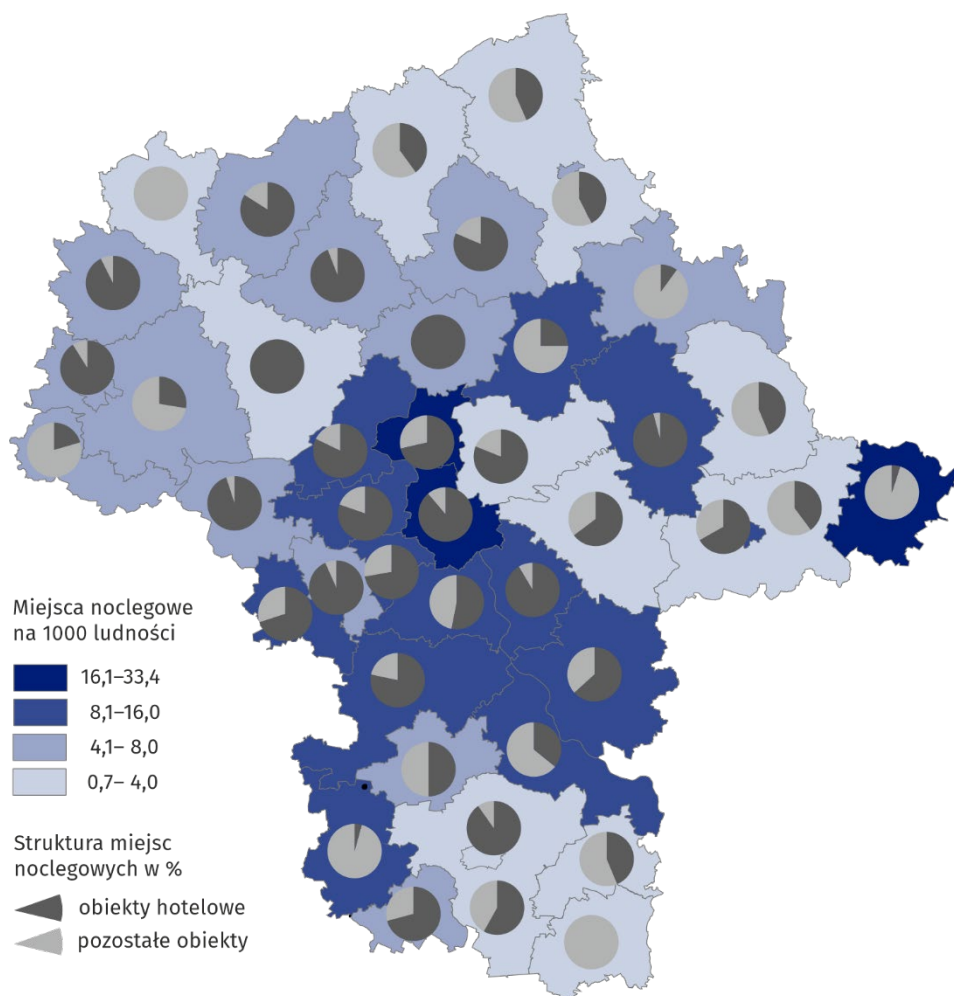 Miejsca noclegowe
na 1000 ludności
16,1–33,4
8,1–16,0
4,1– 8,0
0,7– 4,0
Struktura miejsc
noclegowych w %
obiekty hotelowe
pozostałe obiekty